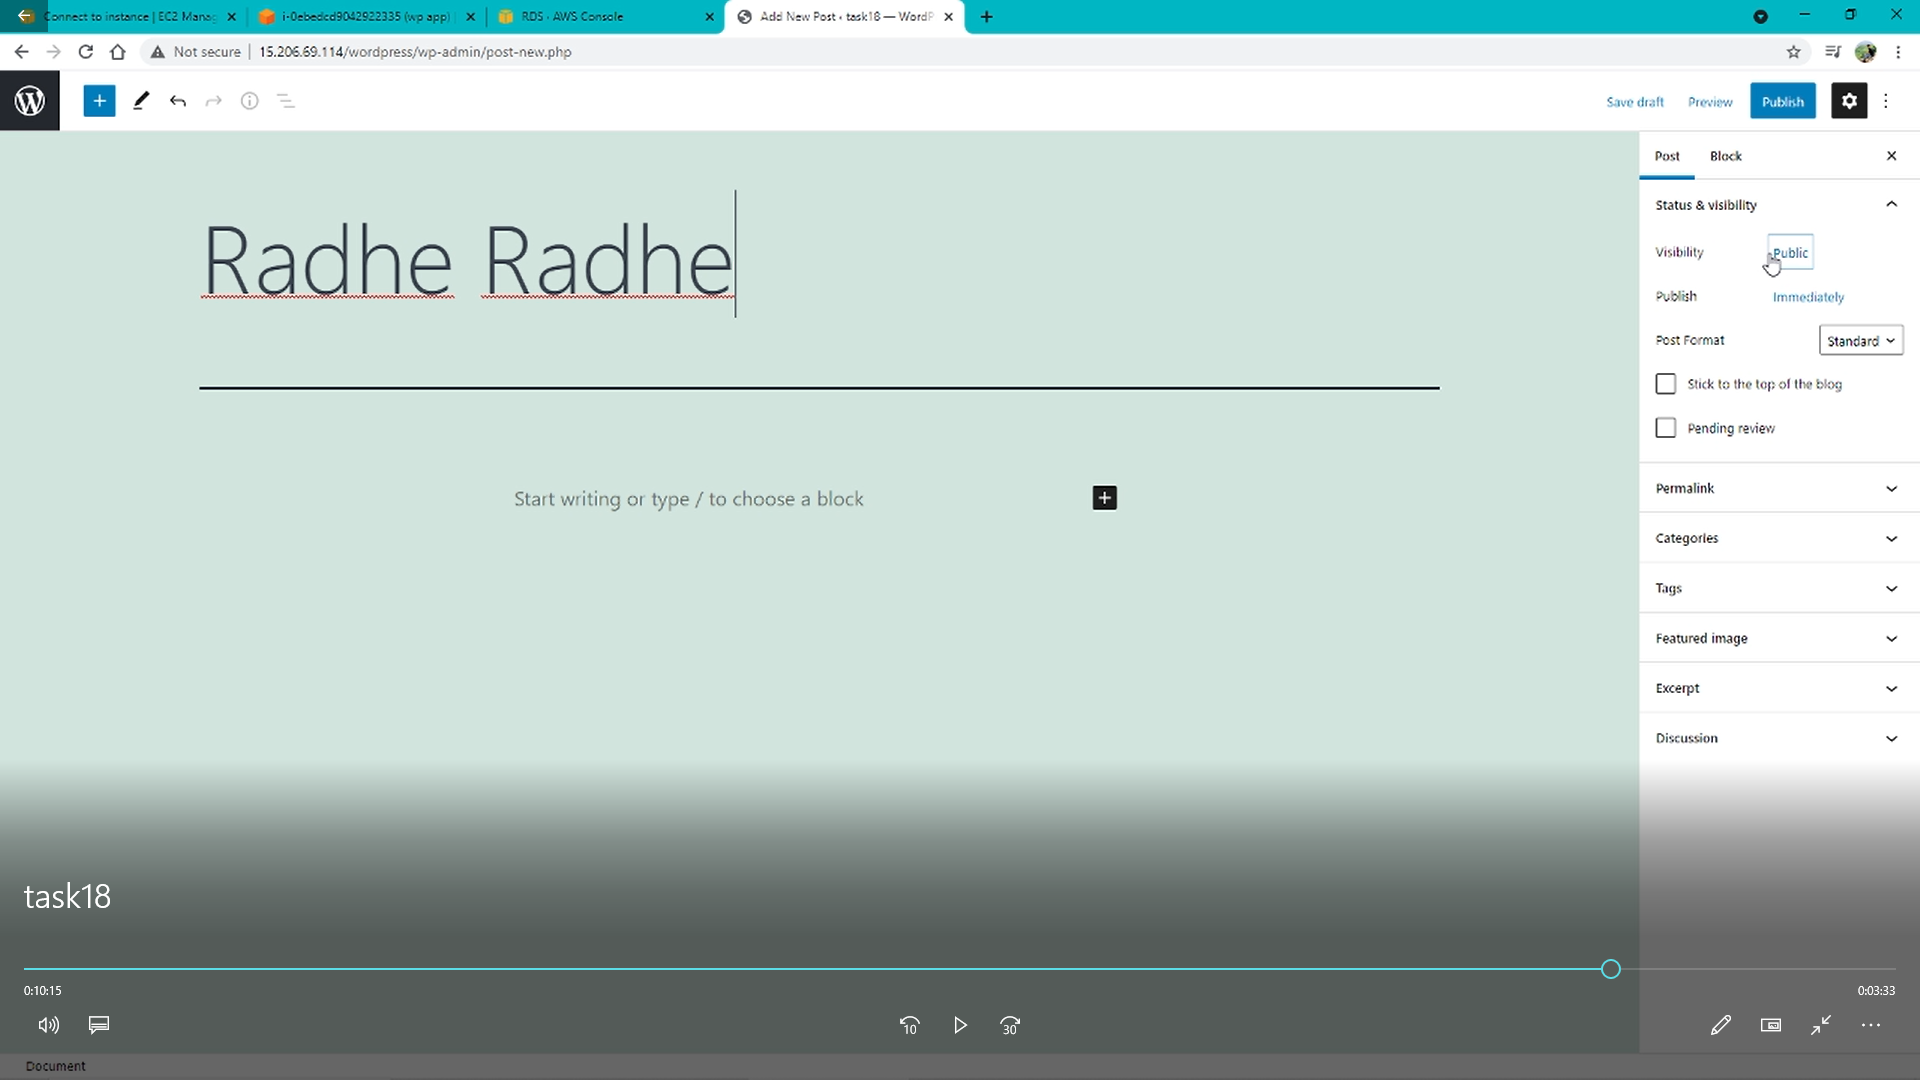 Connect to instance | EC2 Mana
i-0ebedcd9042922335 (wp app)
RDS · AWS Console
Add New Post ‹ task18 — WordP
Not secure | 15.206.69.114/wordpress/wp-admin/post-new.php
Save draft Preview Publish
Post Block
Status & visibility
Visibility Public
Publish Immediately
Post Format Standard
Stick to the top of the blog
Pending review
Permalink
Categories
Tags
Featured image
Excerpt
Discussion
Radhe Radhe
Start writing or type / to choose a block
task18
0:10:15 0:03:33
10 30
Document